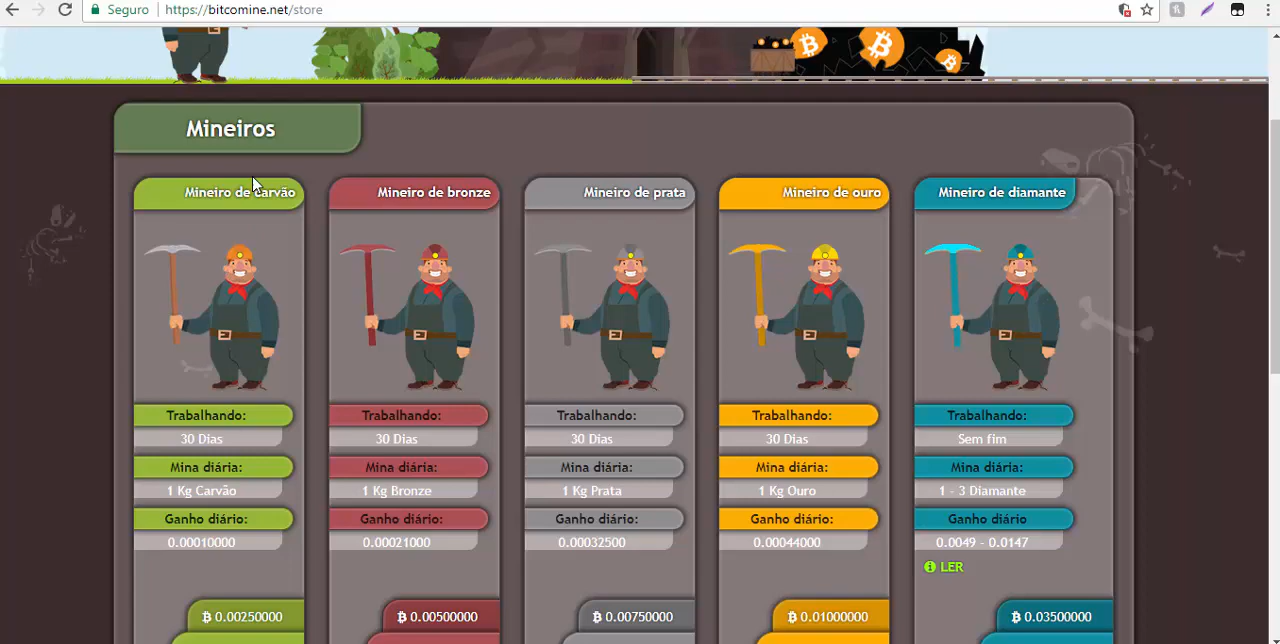 Seguro
https://bitcomine.net/store
Mineiros
Mineiro de carvão
Mineiro de bronze
Mineiro de prata
Mineiro de ouro
Mineiro de diamante
Trabalhando:
Trabalhando:
Trabalhando:
Trabalhando:
Trabalhando:
30 Dias
30 Dias
30 Dias
30 Dias
Sem fim
Mina diária:
Mina diária:
Mina diária:
Mina diária:
Mina diária:
1 Kg Carvão
1 Kg Bronze
1 Kg Prata
1 Kg Ouro
1 - 3 Diamante
Ganho diário:
Ganho diário:
Ganho diário:
Ganho diário:
Ganho diário
0.00010000
0.00021000
0.00032500
0.00044000
0.0049 - 0.0147
LER
₿ 0.00250000
₿ 0.00500000
₿ 0.00750000
₿ 0.01000000
₿ 0.03500000